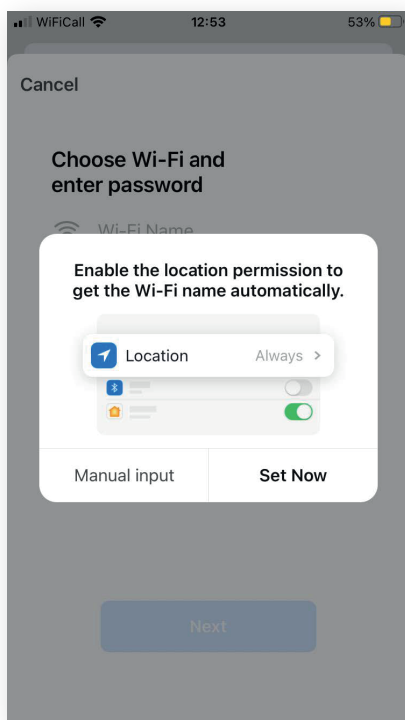 WiFiCall 12:53 53%
Cancel
Choose Wi-Fi and
enter password
Wi-Fi Name
Enable the location permission to
get the Wi-Fi name automatically.
Location Always
Manual input Set Now
Next